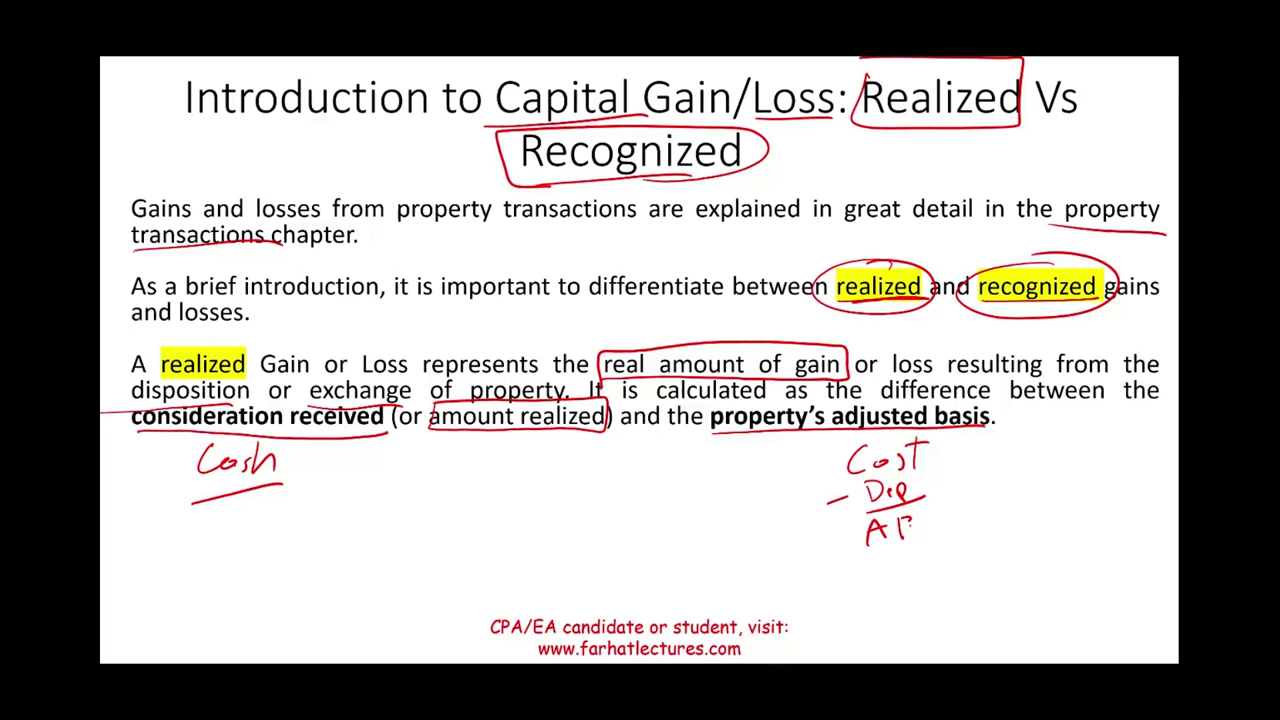 Introduction to Capital Gain/Loss: Realized Vs
Recognized
Gains and losses from property transactions are explained in great detail in the property
transactions chapter.
As a brief introduction, it is important to differentiate between realized and recognized gains
and losses.
A realized Gain or Loss represents the real amount of gain or loss resulting from the
disposition or exchange of property. It is calculated as the difference between the
consideration received (or amount realized) and the property's adjusted basis.
Cash
Cost
- Dep
CPA/EA candidate or student, visit:
www.farhatlectures.com